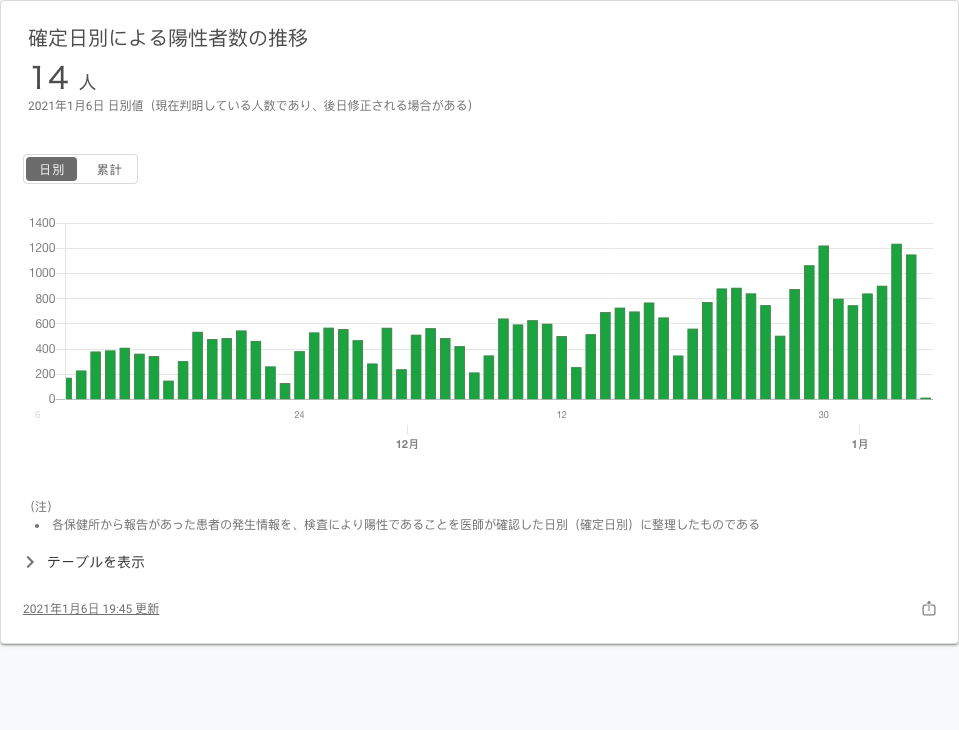 確定日別による陽性者数の推移
14 人
2021年1月6日 日別値（現在判明している人数であり、後日修正される場合がある）
日別 累計
1400
1200
1000
800
600
400
200
0
6 24 12 30
12月 1月
（注）
• 各保健所から報告があった患者の発生情報を、検査により陽性であることを医師が確認した日別（確定日別）に整理したものである
テーブルを表示
2021年1月6日 19:45 更新